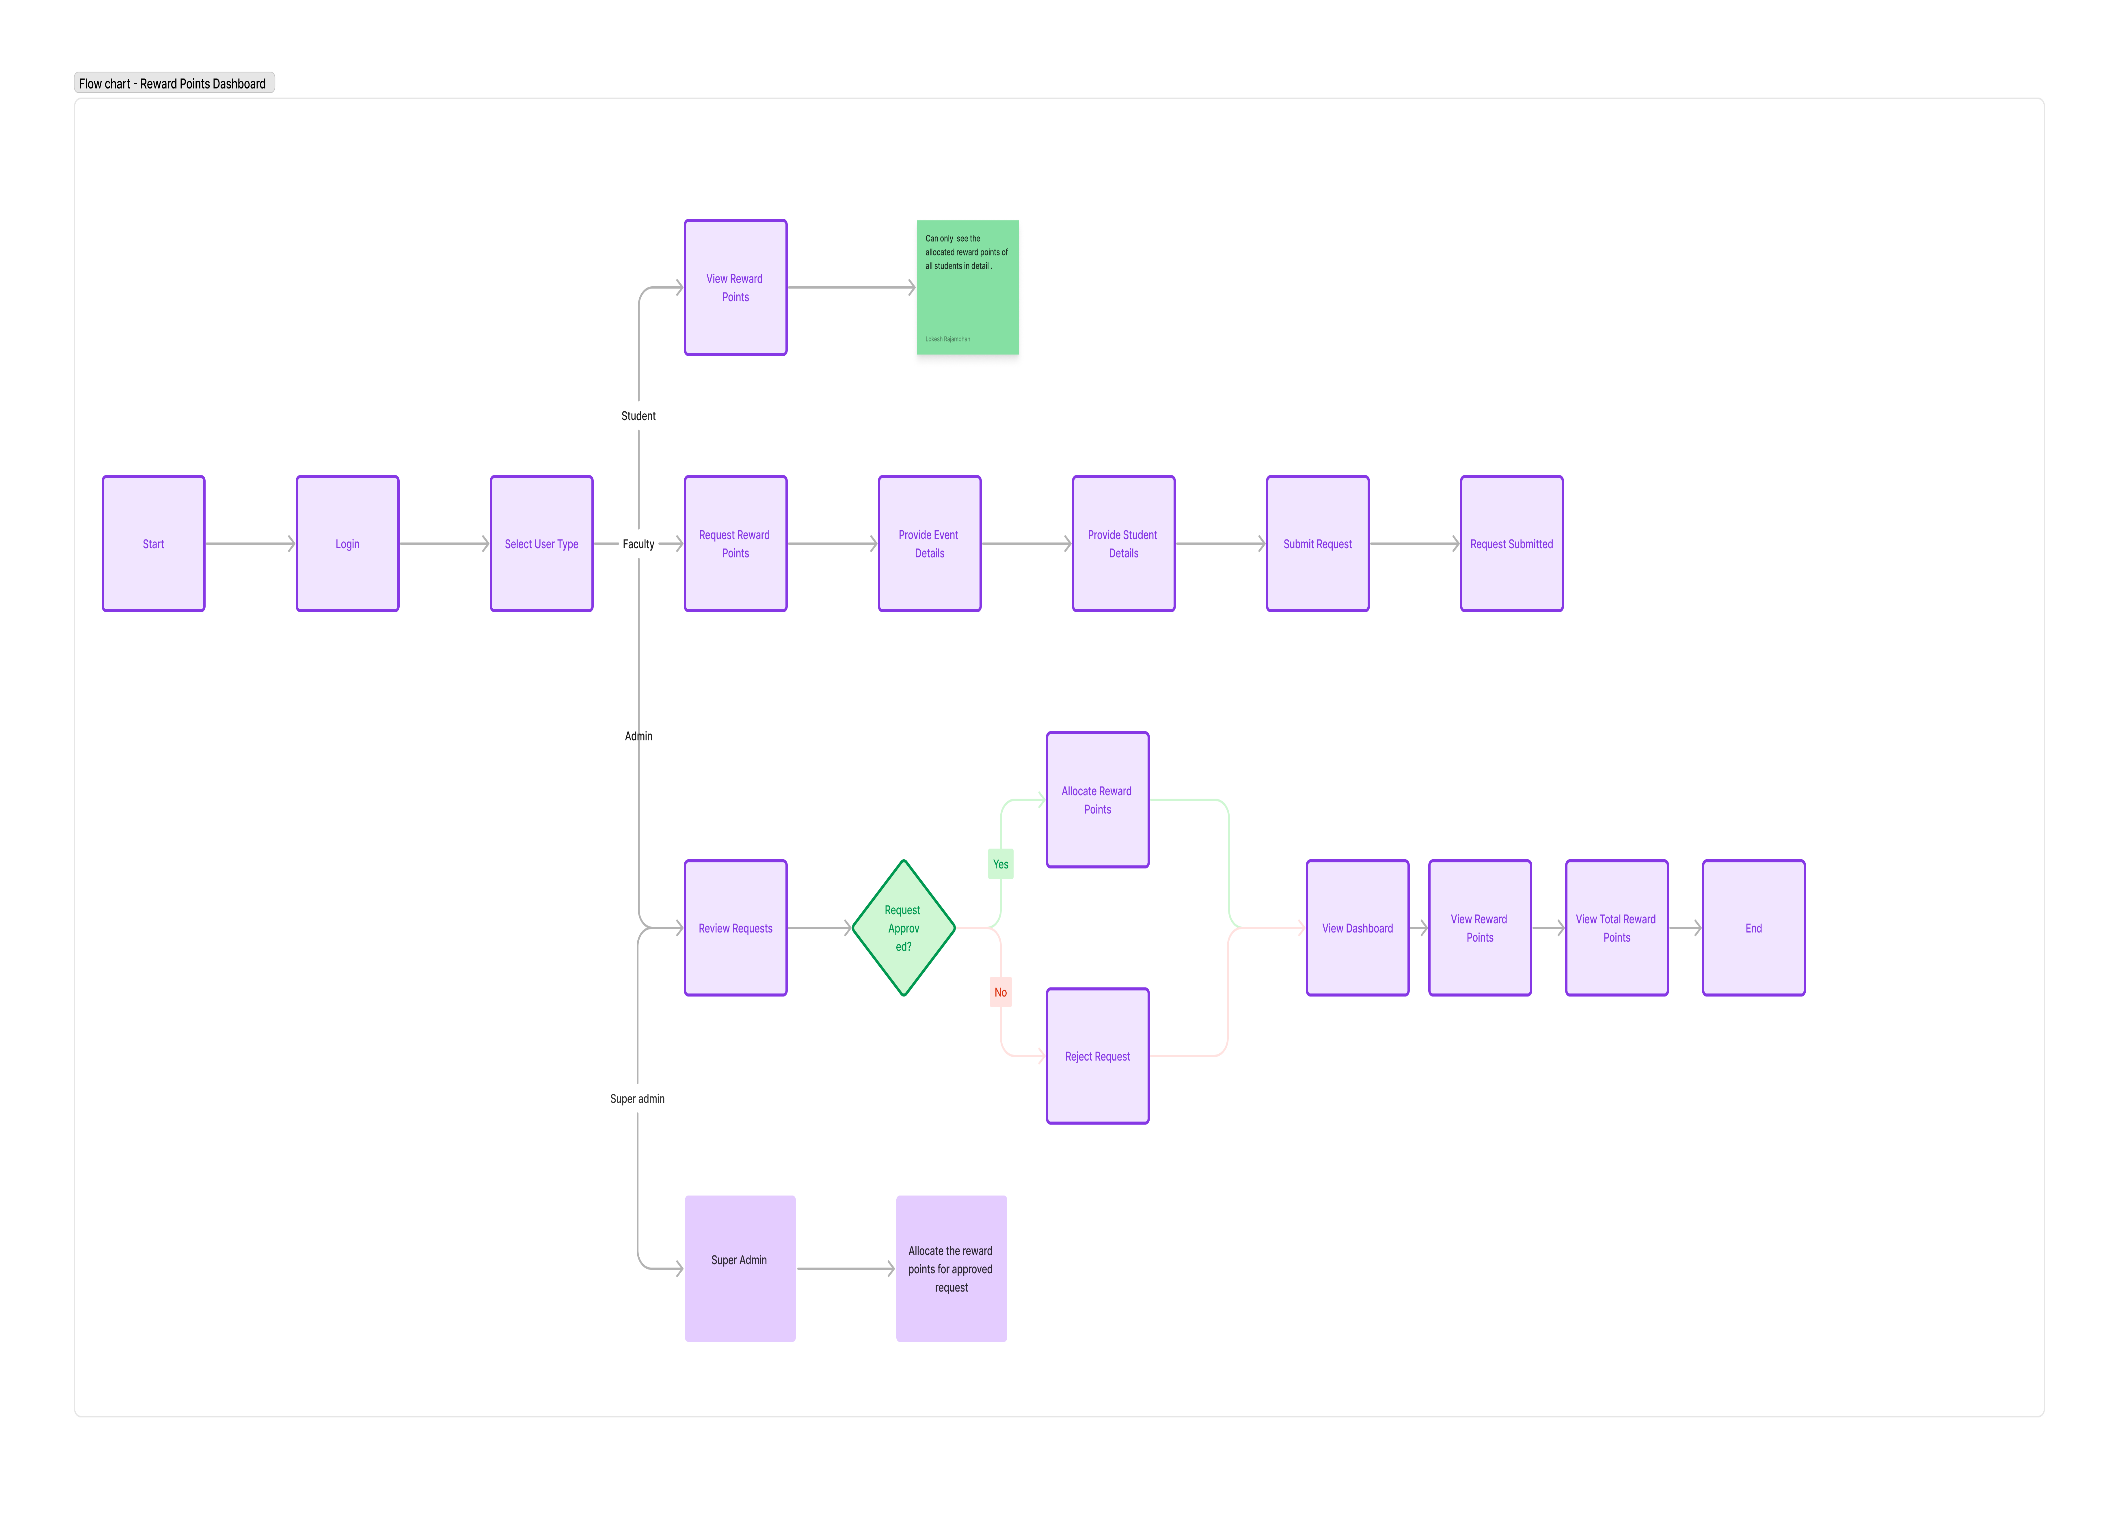 Flow chart - Reward Points Dashboard
View Reward
Points
Can only see the
allocated reward points of
all students in detail .
Student
Start
Login
Select User Type
Faculty
Request Reward
Points
Provide Event
Details
Provide Student
Details
Submit Request
Request Submitted
Admin
Allocate Reward
Points
Yes
Review Requests
Request
Approv
ed?
View Dashboard
View Reward
Points
View Total Reward
Points
End
No
Reject Request
Super admin
Super Admin
Allocate the reward
points for approved
request